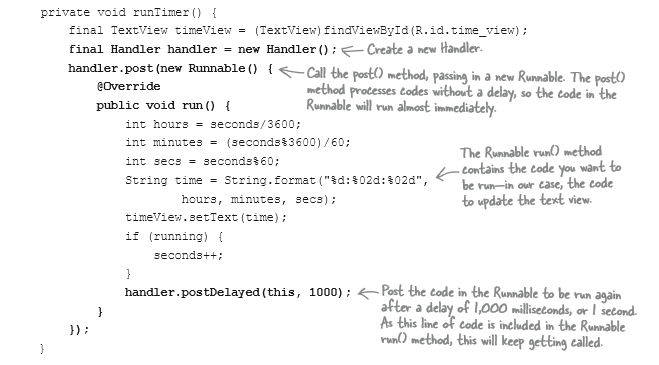 private void runTimer() {
final TextView timeView = (TextView)findViewById(R.id.time_view);
final Handler handler = new Handler();
Create a new Handler.
handler.post(new Runnable() {
Call the post() method, passing in a new Runnable. The post()
method processes codes without a delay, so the code in the
Runnable will run almost immediately.
@Override
public void run() {
int hours = seconds/3600;
int minutes = (seconds%3600)/60;
int secs = seconds%60;
String time = String.format("%d:%02d:%02d",
hours, minutes, secs);
The Runnable run() method
contains the code you want to
be run—in our case, the code
to update the text view.
timeView.setText(time);
if (running) {
seconds++;
}
handler.postDelayed(this, 1000);
Post the code in the Runnable to be run again
after a delay of 1,000 milliseconds, or 1 second.
As this line of code is included in the Runnable
run() method, this will keep getting called.
}
});
}